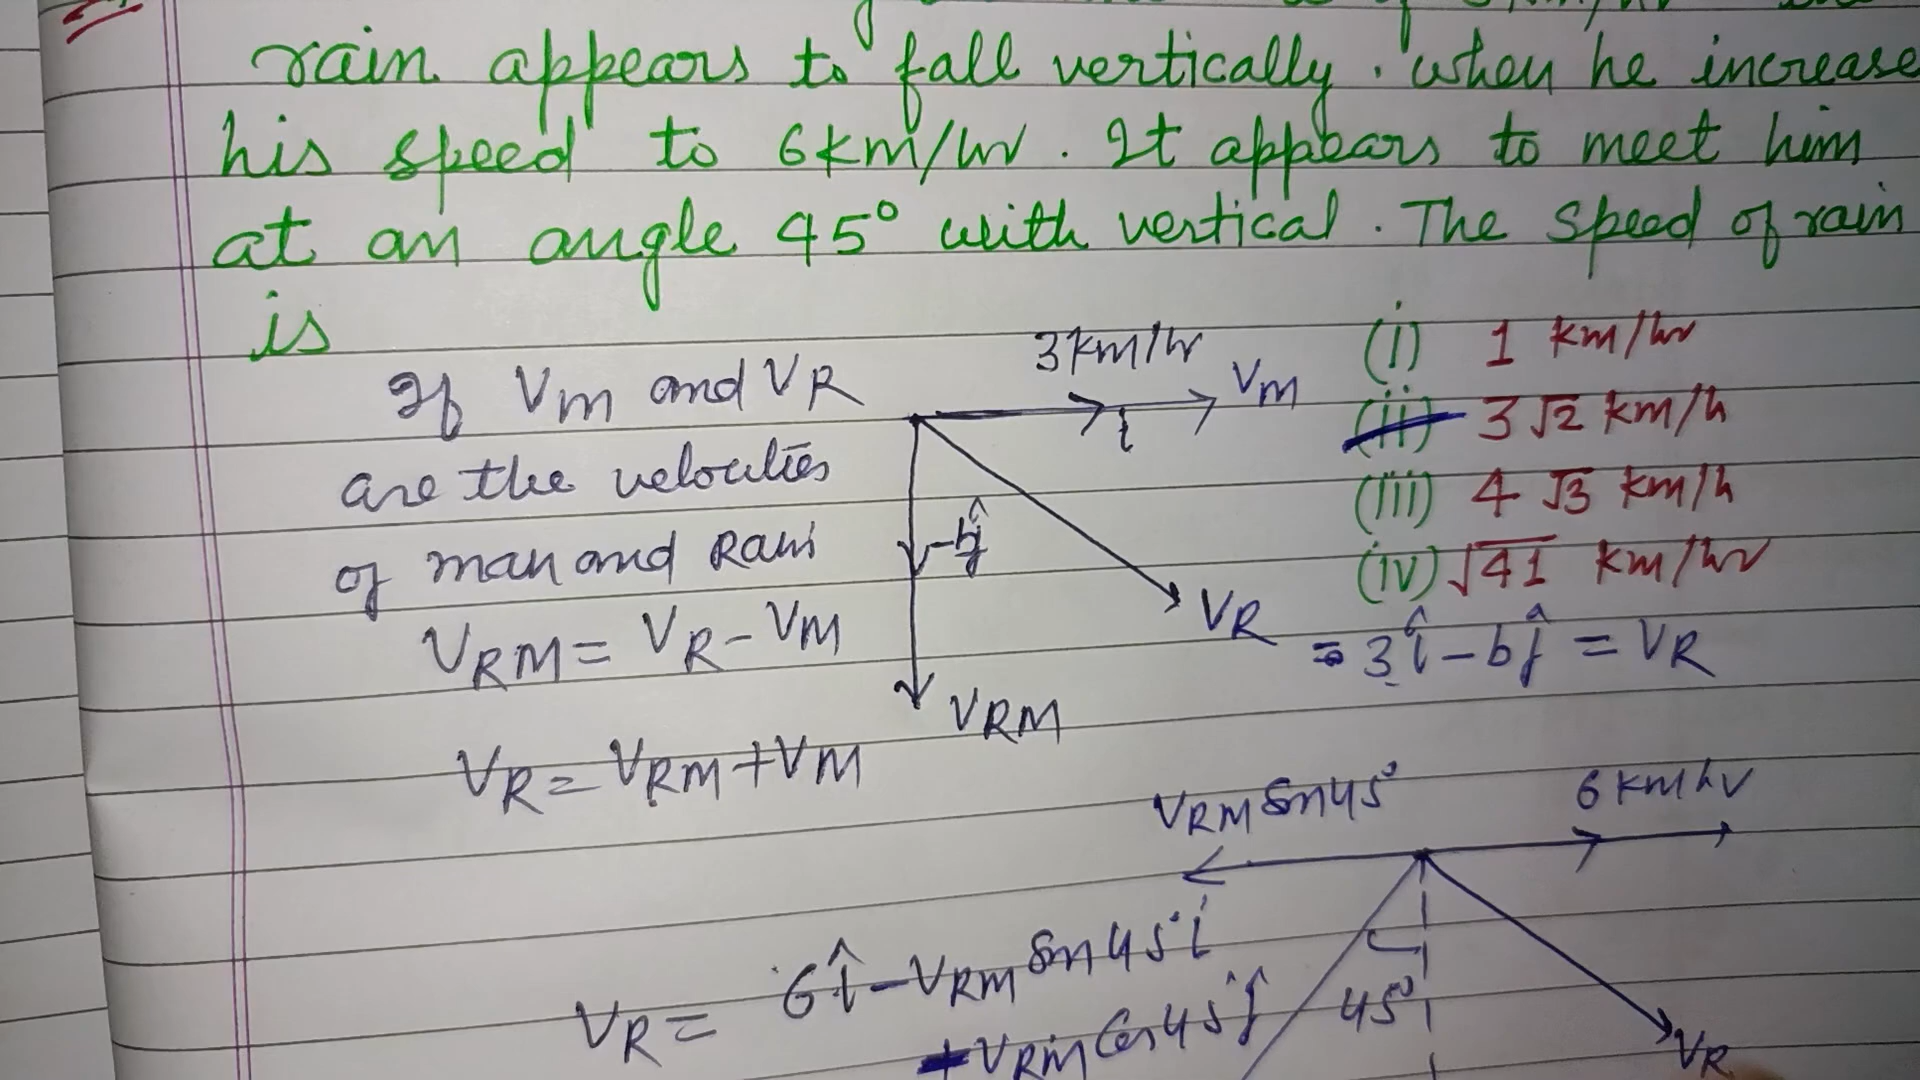 rain appears to fall vertically. when he increase
his speed to 6km/hr. It appears to meet him
at an angle 45° with vertical. The speed of rain
is
If Vm and VR
are the velocities
of man and Rain
VRM = VR - VM
VR = VRM + VM
3km/hr
Vm
î
-bĵ
VR
VRM
(i) 1 km/hr
(ii) 3√2 km/h
(iii) 4√3 km/h
(iv) √41 km/hr
= 3î - bĵ = VR
VRM Sin45°
6 kmhr
45°
VR
VR = 6î - VRM Sin45°i
+ VRM Cos45°ĵ